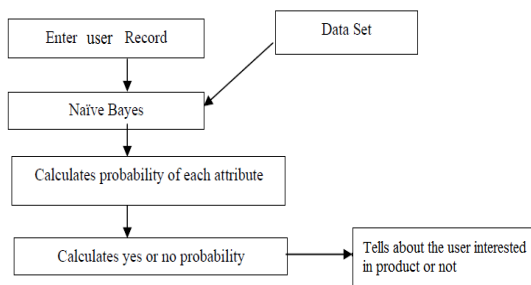 Enter user Record
Data Set
Naïve Bayes
Calculates probability of each attribute
Calculates yes or no probability
Tells about the user interested
in product or not